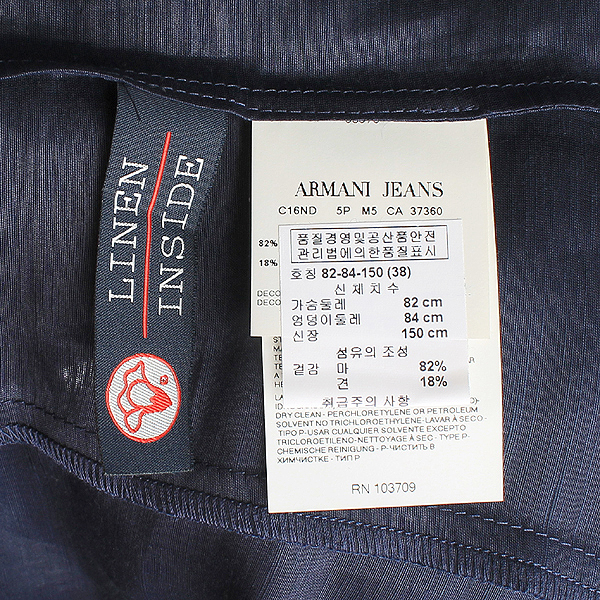 LINEN
INSIDE
ARMANI JEANS
C16ND 5P M5 CA 37360
82%
18%
DECO
DECO
품질경영및공산품안전
관리법에의한품질표시
호칭 82-84-150 (38)
신체치수
가슴둘레 82 cm
엉덩이둘레 84 cm
신장 150 cm
섬유의 조성
겉감 마 82%
견 18%
취급주의 사항
DRY CLEAN - PERCHLORETYLENE OR PETROLEUM
SOLVENT NO TRICHLOROETHYLENE-LAVAR À SECO-
TIPO P-USAR CUALQUIER SOLVENTE EXCEPTO
TRICLOROETILENO-NETTOYAGE À SEC - TYPE P-
CHEMISCHE REINIGUNG - P-ЧИСТИТЬ В
ХИМЧИСТКЕ - ТИП P
RN 103709